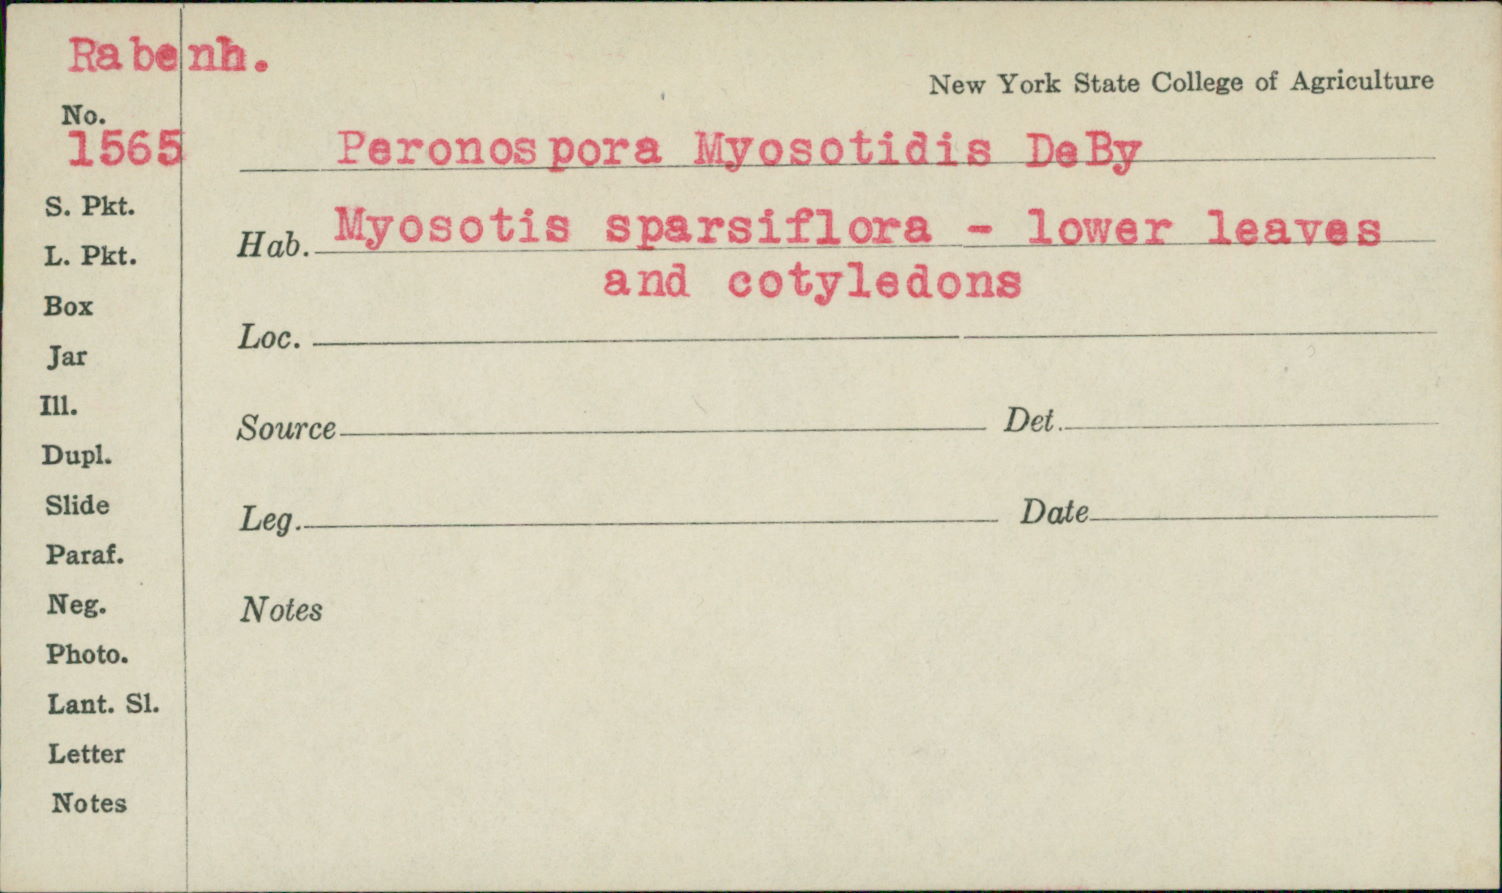 Rabenh.
New York State College of Agriculture
No.
1565
Peronospora Myosotidis DeBy
S. Pkt.
Hab. Myosotis sparsiflora - lower leaves
and cotyledons
L. Pkt.
Box
Loc.
Jar
Ill.
Source Det.
Dupl.
Slide
Leg. Date
Paraf.
Neg.
Notes
Photo.
Lant. Sl.
Letter
Notes